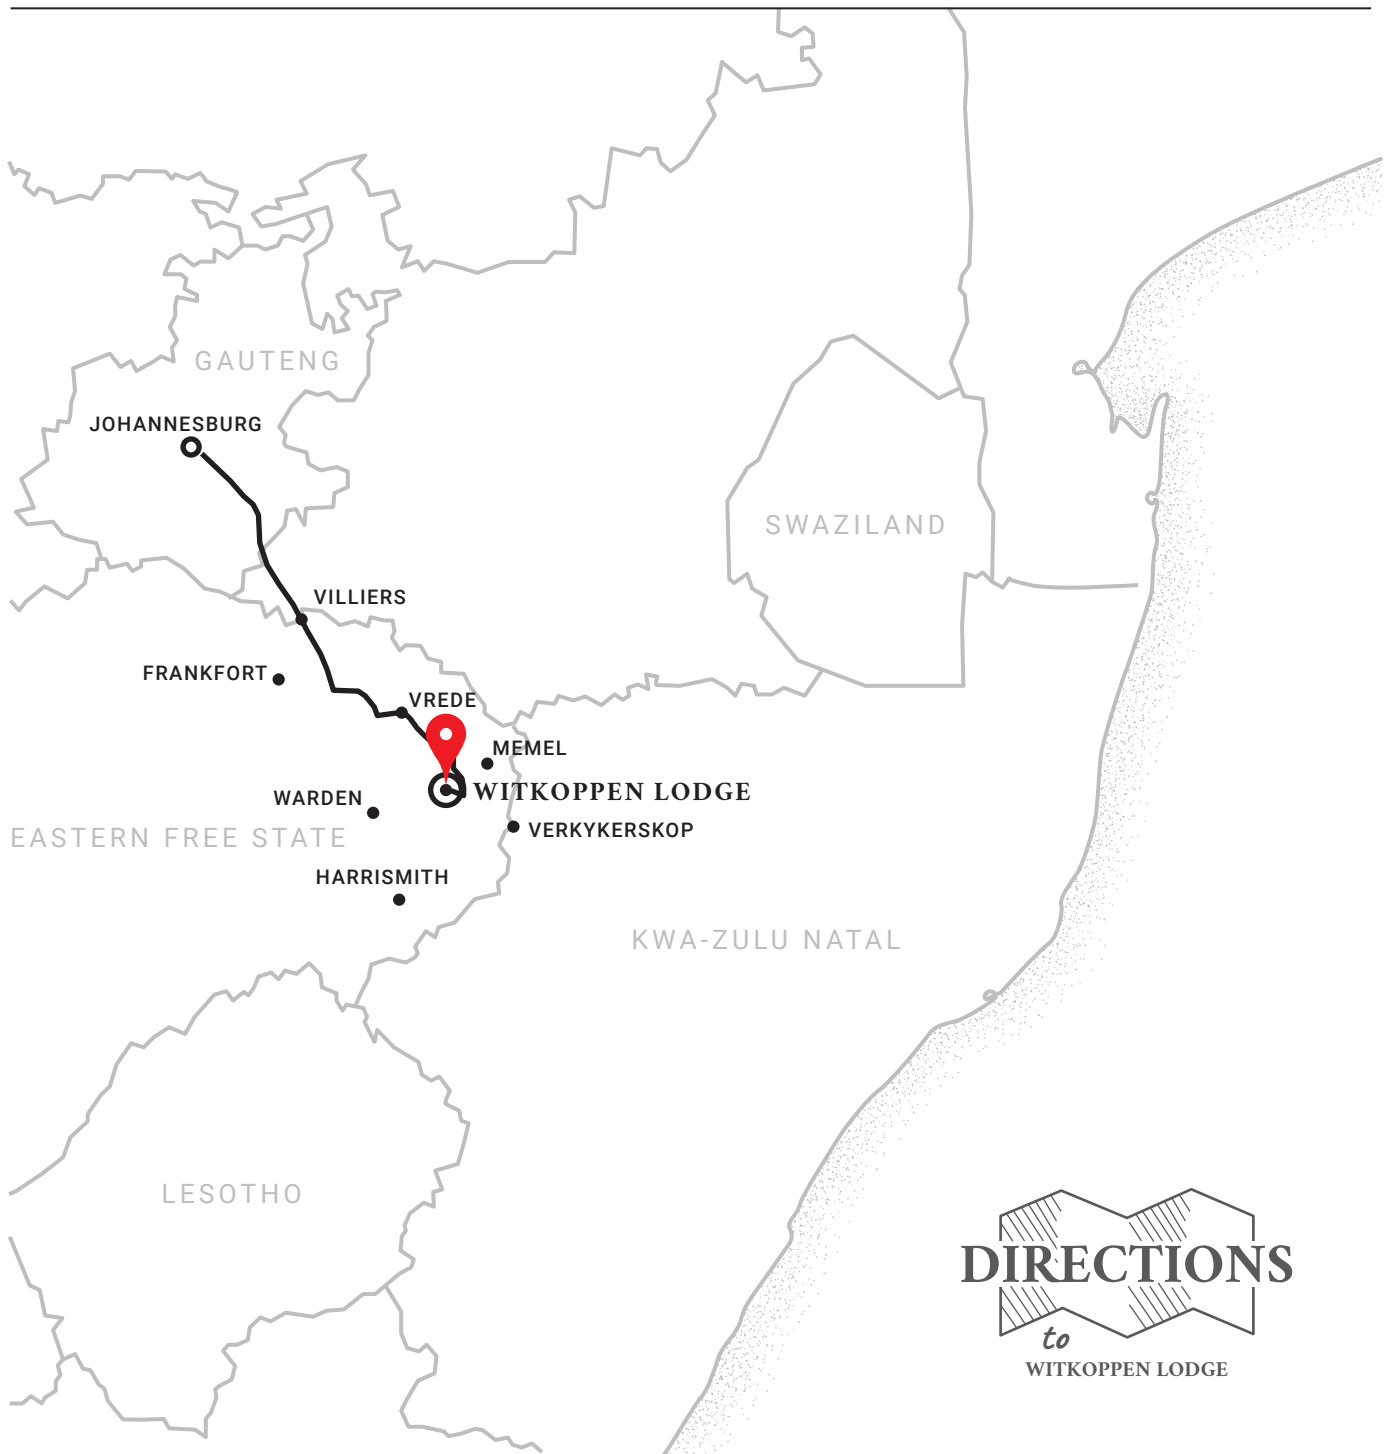 GAUTENG
JOHANNESBURG
SWAZILAND
VILLIERS
FRANKFORT
VREDE
MEMEL
WITKOPPEN LODGE
WARDEN
VERKYKERSKOP
EASTERN FREE STATE
HARRISMITH
KWA-ZULU NATAL
LESOTHO
DIRECTIONS
to
WITKOPPEN LODGE